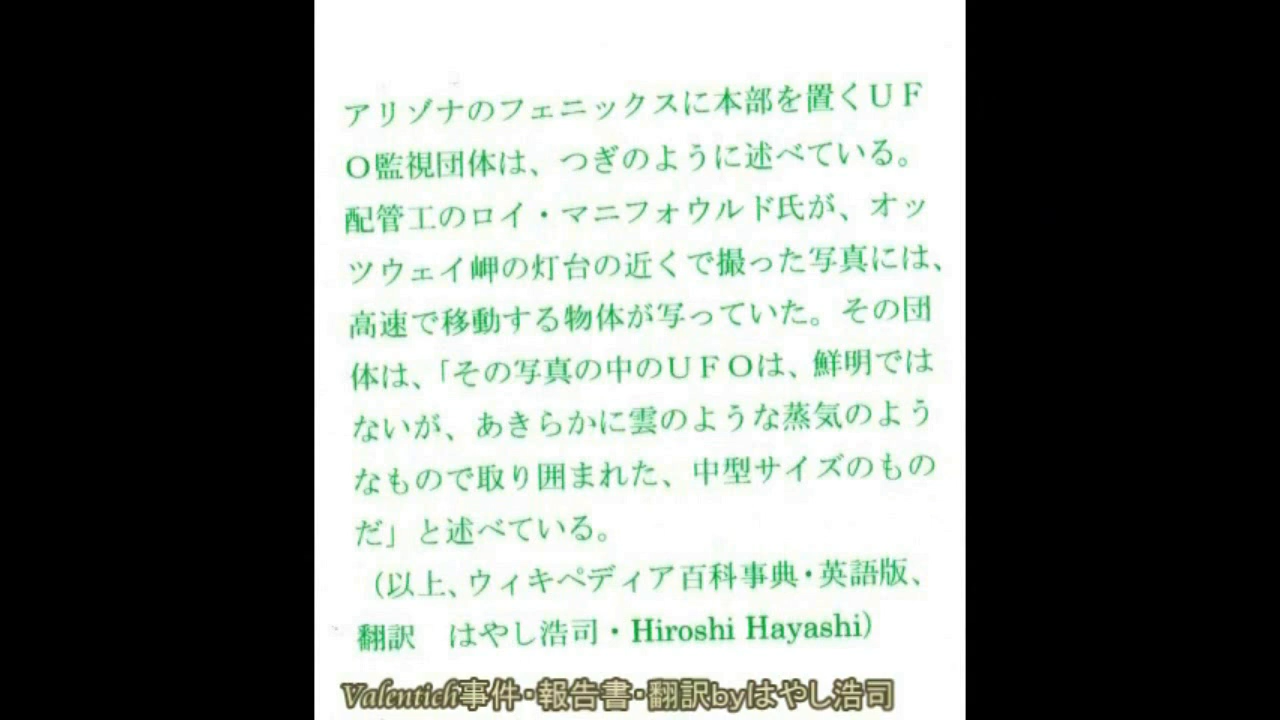 アリゾナのフェニックスに本部を置くＵＦ
Ｏ監視団体は、つぎのように述べている。
配管工のロイ・マニフォウルド氏が、オッ
ツウェイ岬の灯台の近くで撮った写真には、
高速で移動する物体が写っていた。その団
体は、「その写真の中のＵＦＯは、鮮明では
ないが、あきらかに雲のような蒸気のよう
なもので取り囲まれた、中型サイズのもの
だ」と述べている。
（以上、ウィキペディア百科事典・英語版、
翻訳　はやし浩司・Hiroshi Hayashi）
Valentich事件・報告書・翻訳byはやし浩司